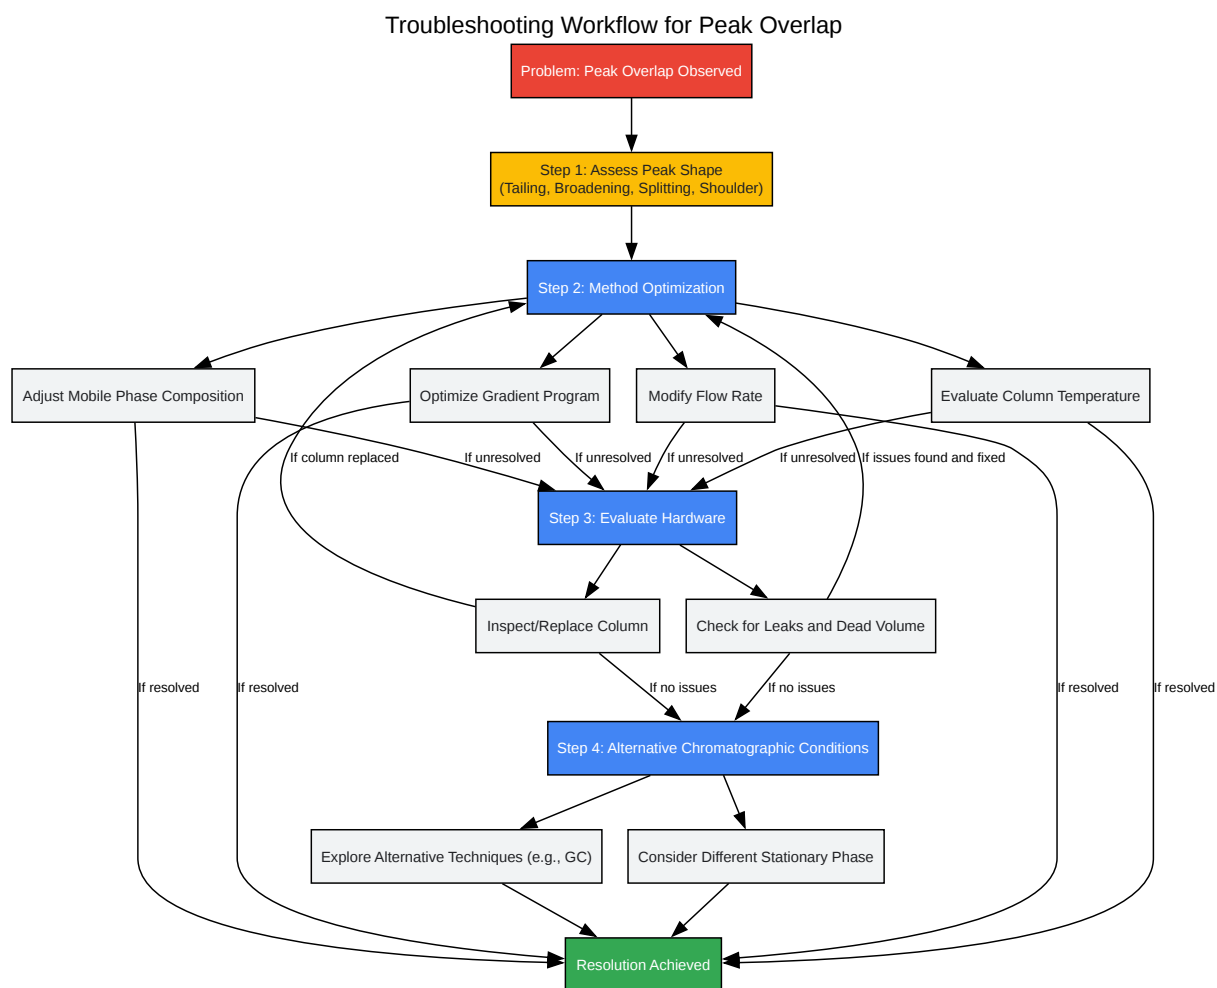 Troubleshooting Workflow for Peak Overlap
Problem: Peak Overlap Observed
Step 1: Assess Peak Shape
(Tailing, Broadening, Splitting, Shoulder)
Step 2: Method Optimization
Adjust Mobile Phase Composition
Optimize Gradient Program
Modify Flow Rate
Evaluate Column Temperature
If column replaced
If unresolved
If unresolved
If unresolved
If unresolved
If issues found and fixed
Step 3: Evaluate Hardware
Inspect/Replace Column
Check for Leaks and Dead Volume
If resolved
If resolved
If no issues
If no issues
If resolved
If resolved
Step 4: Alternative Chromatographic Conditions
Explore Alternative Techniques (e.g., GC)
Consider Different Stationary Phase
Resolution Achieved